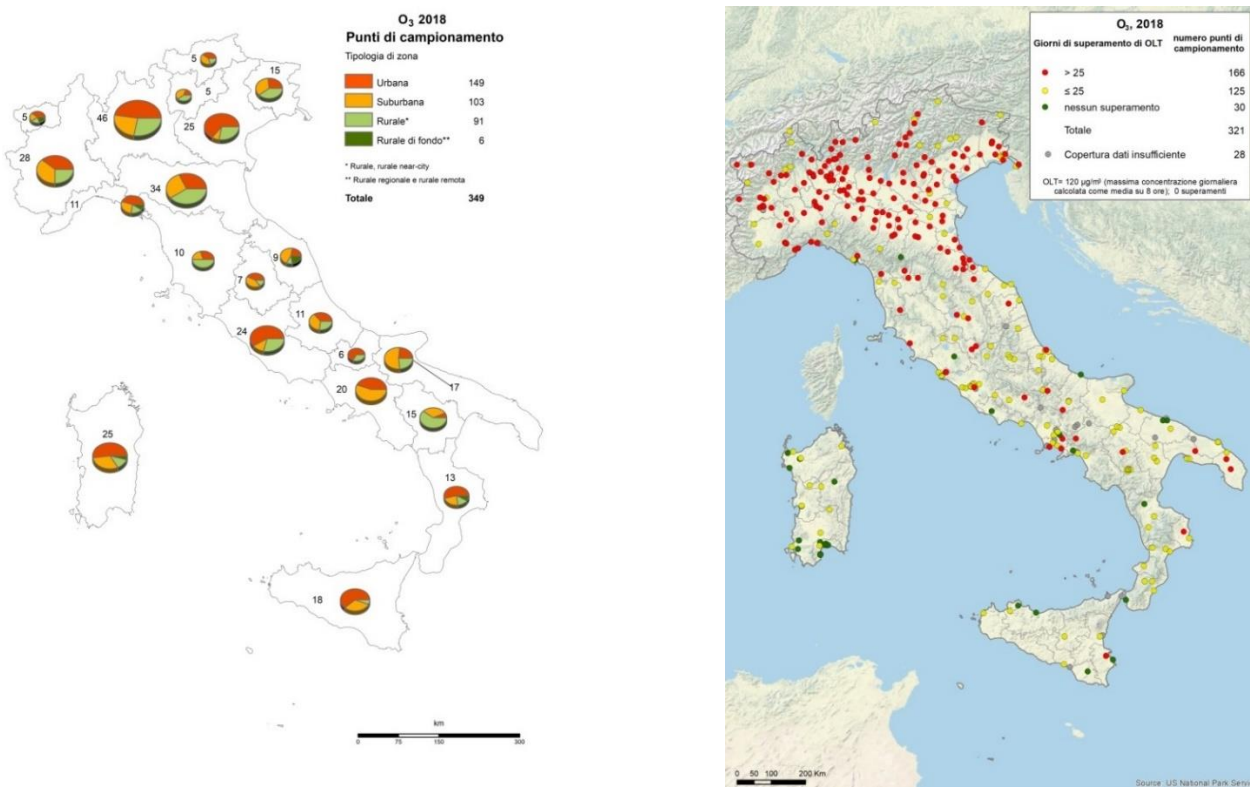 O₃ 2018
Punti di campionamento
Tipologia di zona
Urbana 149
Suburbana 103
Rurale* 91
Rurale di fondo** 6
* Rurale, rurale near-city
** Rurale regionale e rurale remota
Totale 349
5
15
5
5
46
25
28
34
11
10
9
7
11
24
6
17
20
15
25
13
18
km
0 75 150 300
O₃, 2018
Giorni di superamento di OLT numero punti di campionamento
> 25 166
≤ 25 125
nessun superamento 30
Totale 321
Copertura dati insufficiente 28
OLT= 120 µg/m³ (massima concentrazione giornaliera
calcolata come media su 8 ore); 0 superamenti
0 50 100 200 Km
Source: US National Park Servi